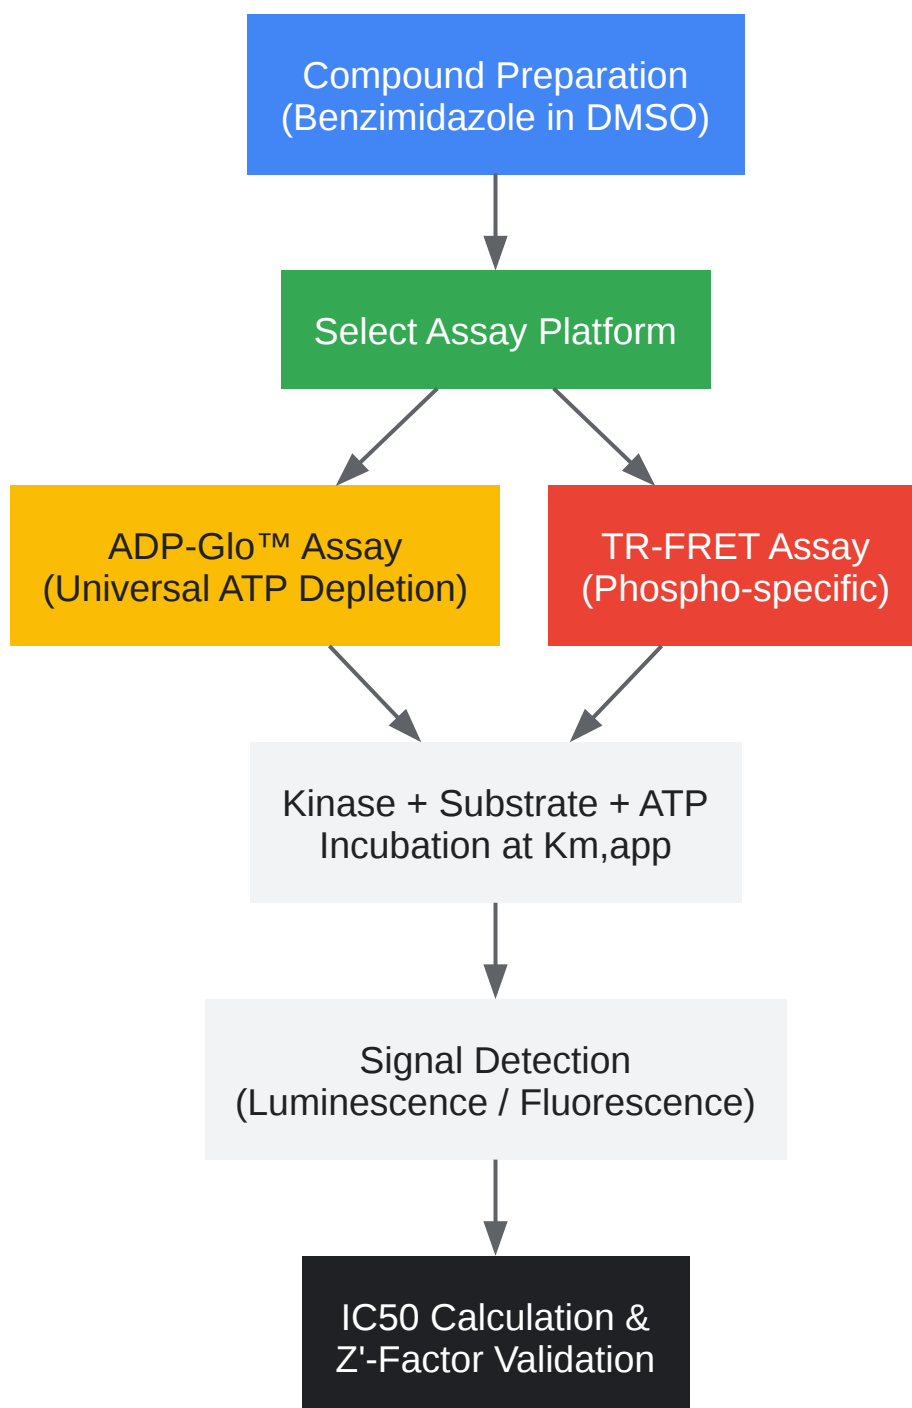 Compound Preparation
(Benzimidazole in DMSO)
Select Assay Platform
ADP-Glo™ Assay
(Universal ATP Depletion)
TR-FRET Assay
(Phospho-specific)
Kinase + Substrate + ATP
Incubation at Km,app
Signal Detection
(Luminescence / Fluorescence)
IC50 Calculation &
Z'-Factor Validation